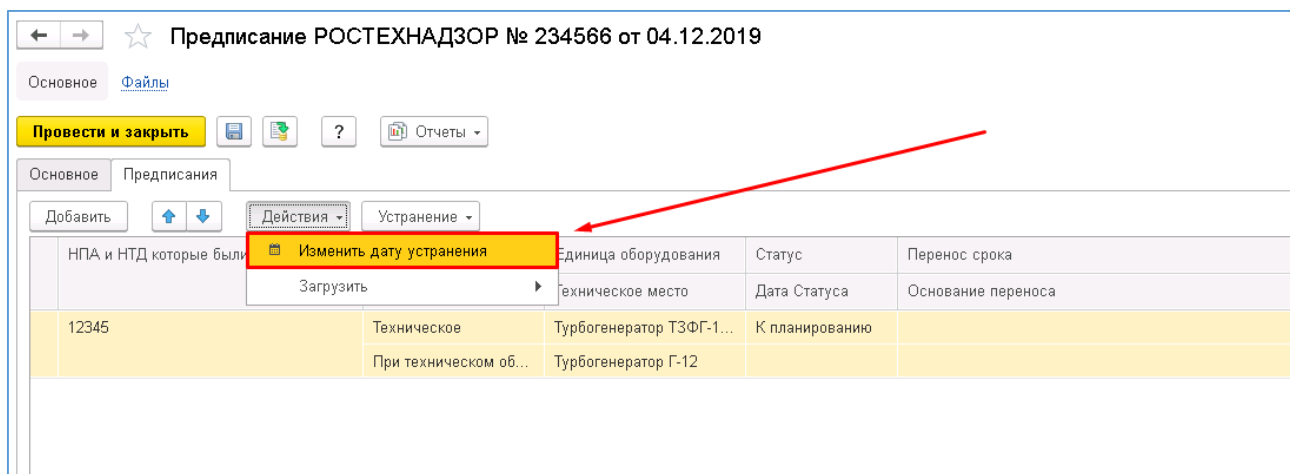 Предписание РОСТЕХНАДЗОР № 234566 от 04.12.2019
Основное Файлы
Провести и закрыть ? Отчеты
Основное Предписания
Добавить Действия Устранение
НПА и НТД которые были Изменить дату устранения Единица оборудования Статус Перенос срока
Загрузить Техническое место Дата Статуса Основание переноса
12345 Техническое Турбогенератор ТЗФГ-1... К планированию
При техническом об... Турбогенератор Г-12